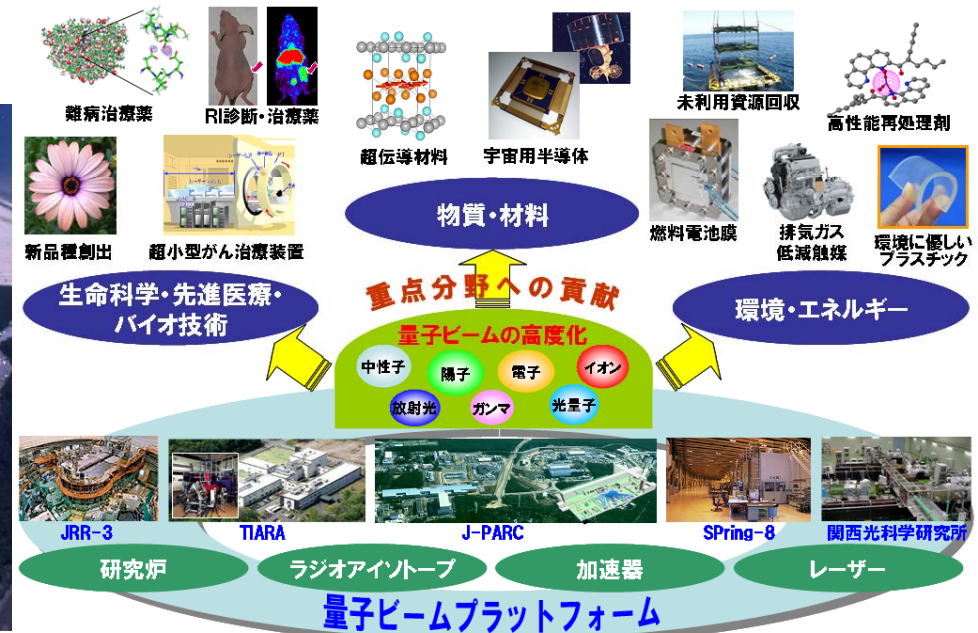 難病治療薬
RI診断・治療薬
超伝導材料
宇宙用半導体
未利用資源回収
高性能再処理剤
新品種創出
超小型がん治療装置
燃料電池膜
排気ガス
低減触媒
環境に優しい
プラスチック
物質・材料
生命科学・先進医療・
バイオ技術
環境・エネルギー
重点分野への貢献
量子ビームの高度化
中性子
陽子
電子
イオン
放射光
ガンマ
光量子
JRR-3
TIARA
J-PARC
SPring-8
関西光科学研究所
研究炉
ラジオアイソトープ
加速器
レーザー
量子ビームプラットフォーム